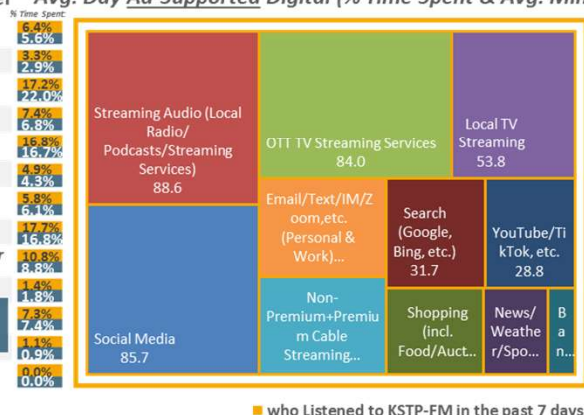 Avg. Day Ad-Supported Digital (% Time Spent & Avg. Min
% Time Spent:
6.4%
5.6%
3.3%
2.9%
17.2%
22.0%
7.4%
6.8%
16.8%
16.7%
4.9%
4.3%
5.8%
6.1%
17.7%
16.8%
10.8%
8.8%
1.4%
1.8%
7.3%
7.4%
1.1%
0.9%
0.0%
0.0%
Streaming Audio (Local
Radio/
Podcasts/Streaming
Services)
88.6
Social Media
85.7
OTT TV Streaming Services
84.0
Local TV
Streaming
53.8
Email/Text/IM/Z
oom,etc.
(Personal &
Work)...
Non-
Premium+Premiu
m Cable
Streaming...
Search
(Google,
Bing, etc.)
31.7
YouTube/Ti
kTok, etc.
28.8
Shopping
(incl.
Food/Auct...
News/
Weathe
r/Spo...
B
a
n...
who Listened to KSTP-FM in the past 7 days